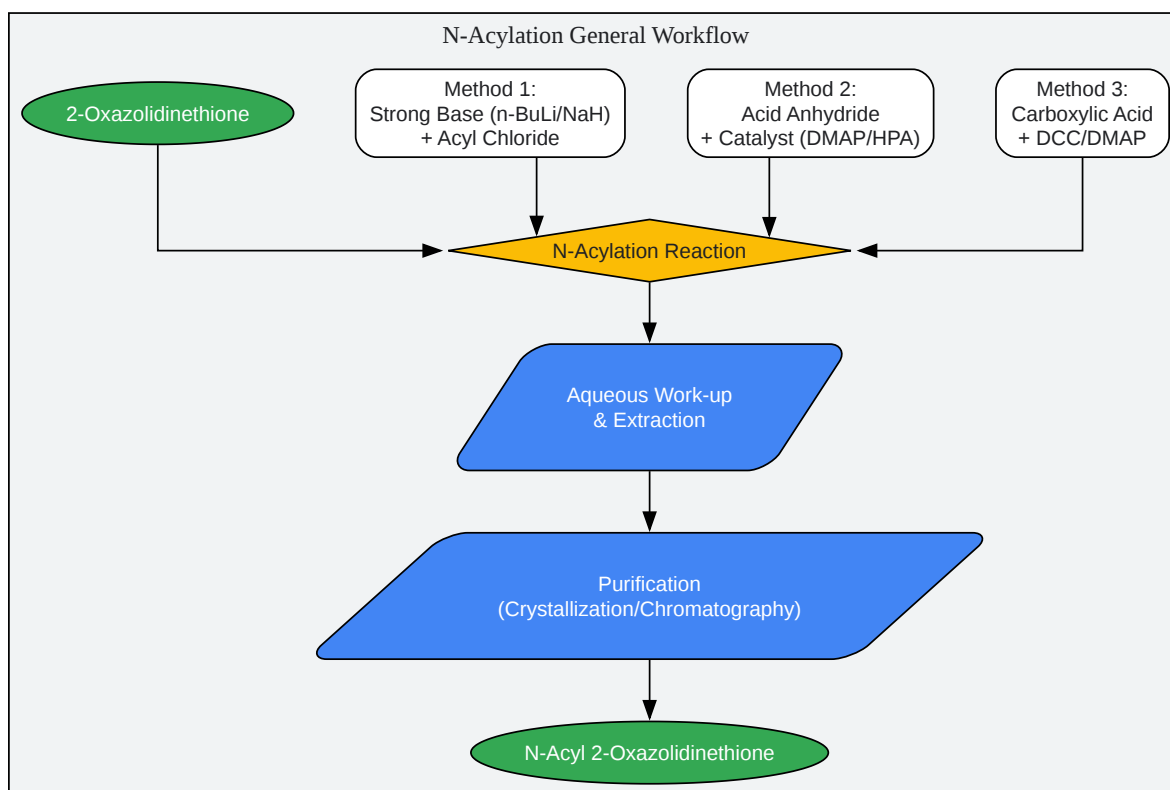 N-Acylation General Workflow
2-Oxazolidinethione
Method 1:
Strong Base (n-BuLi/NaH)
+ Acyl Chloride
Method 2:
Acid Anhydride
+ Catalyst (DMAP/HPA)
Method 3:
Carboxylic Acid
+ DCC/DMAP
N-Acylation Reaction
Aqueous Work-up
& Extraction
Purification
(Crystallization/Chromatography)
N-Acyl 2-Oxazolidinethione